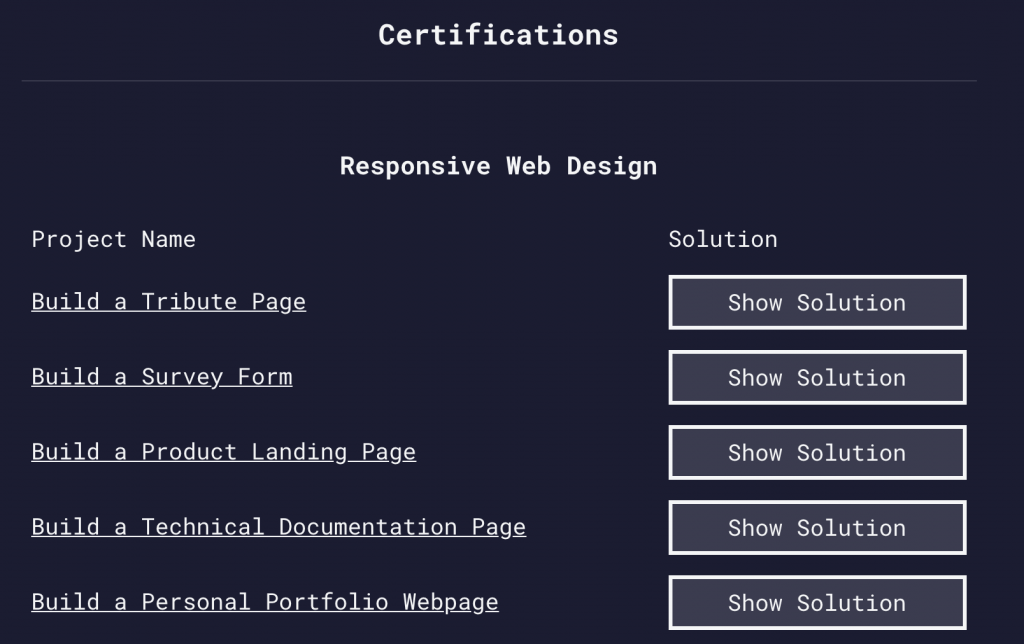 Certifications
Responsive Web Design
Project Name Solution
Build a Tribute Page Show Solution
Build a Survey Form Show Solution
Build a Product Landing Page Show Solution
Build a Technical Documentation Page Show Solution
Build a Personal Portfolio Webpage Show Solution